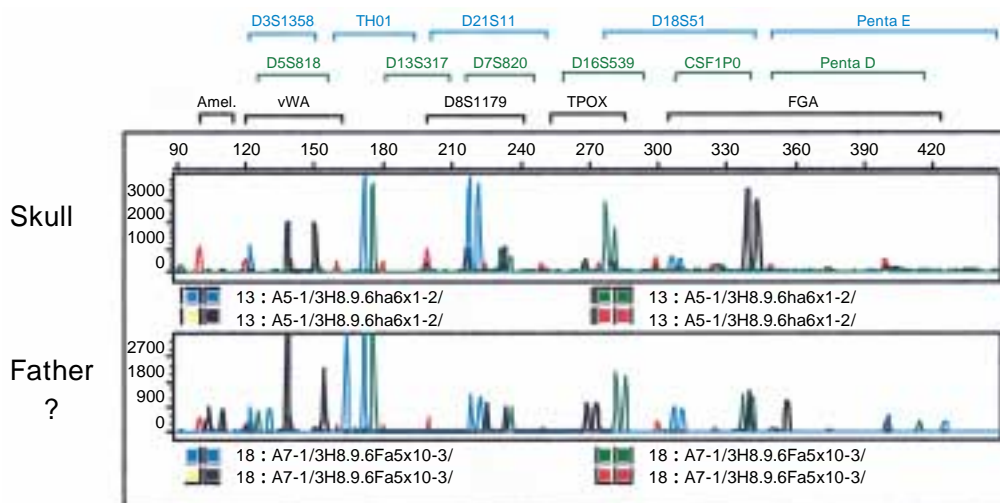 D3S1358 TH01 D21S11 D18S51 Penta E
D5S818 D13S317 D7S820 D16S539 CSF1P0 Penta D
Amel. vWA D8S1179 TPOX FGA
90 120 150 180 210 240 270 300 330 360 390 420
Skull
3000
2000
1000
0
13 : A5-1/3H8.9.6ha6x1-2/ 13 : A5-1/3H8.9.6ha6x1-2/
13 : A5-1/3H8.9.6ha6x1-2/ 13 : A5-1/3H8.9.6ha6x1-2/
Father
?
2700
1800
900
0
18 : A7-1/3H8.9.6Fa5x10-3/ 18 : A7-1/3H8.9.6Fa5x10-3/
18 : A7-1/3H8.9.6Fa5x10-3/ 18 : A7-1/3H8.9.6Fa5x10-3/